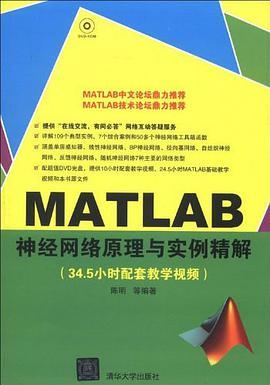 DVD-ROM
MATLAB中文论坛鼎力推荐
MATLAB技术论坛鼎力推荐
提供“在线交流，有问必答”网络互动答疑服务
详解109个典型实例、7个综合案例和50多个神经网络工具箱函数
涵盖单层感知器、线性神经网络、BP神经网络、径向基网络、自组织神经
网络、反馈神经网络、随机神经网络7种主要的网络类型
配超值DVD光盘，提供10小时配套教学视频、24.5小时MATLAB基础教学
视频和本书源文件
MATLAB
神经网络原理与实例精解
（34.5小时配套教学视频）
陈明 等编著
清华大学出版社